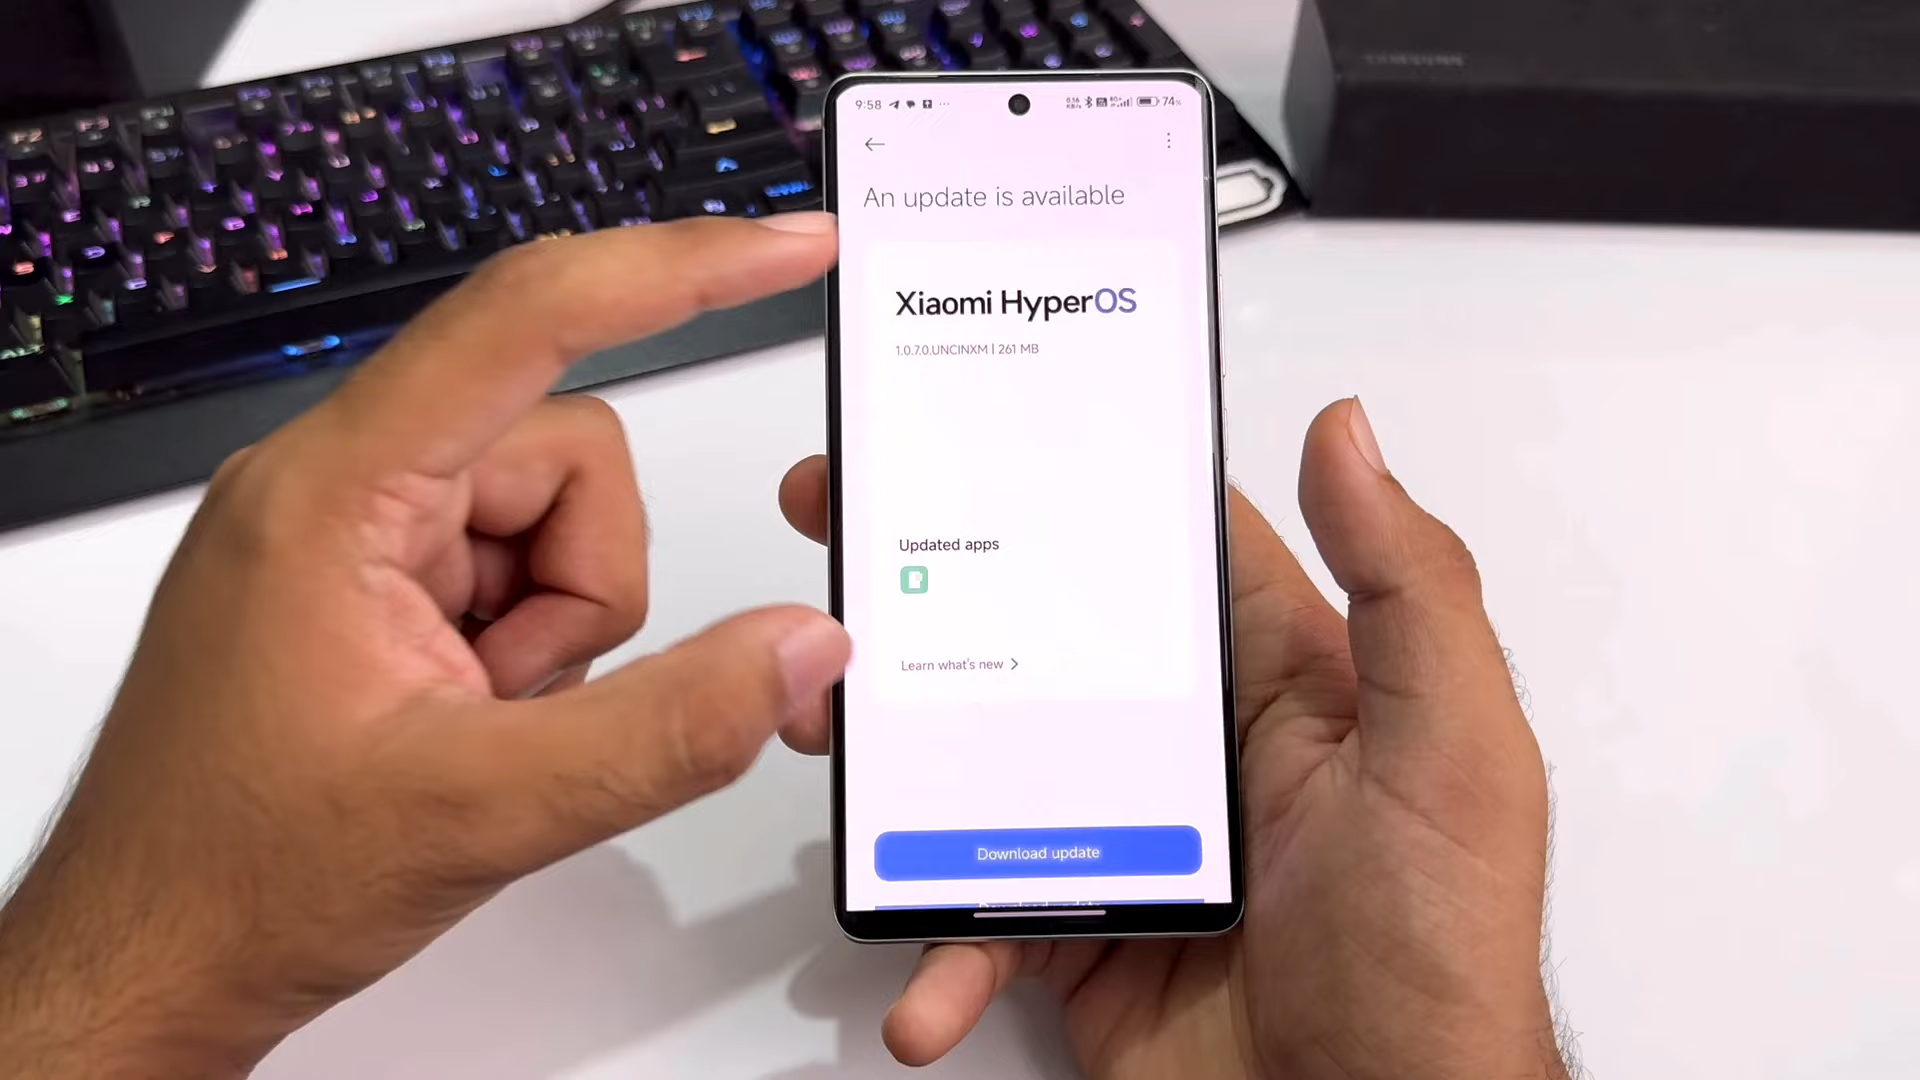 9:58
74%
An update is available
Xiaomi HyperOS
1.0.7.0.UNCINXM | 261 MB
Updated apps
Learn what's new
Download update
SAMSUNG